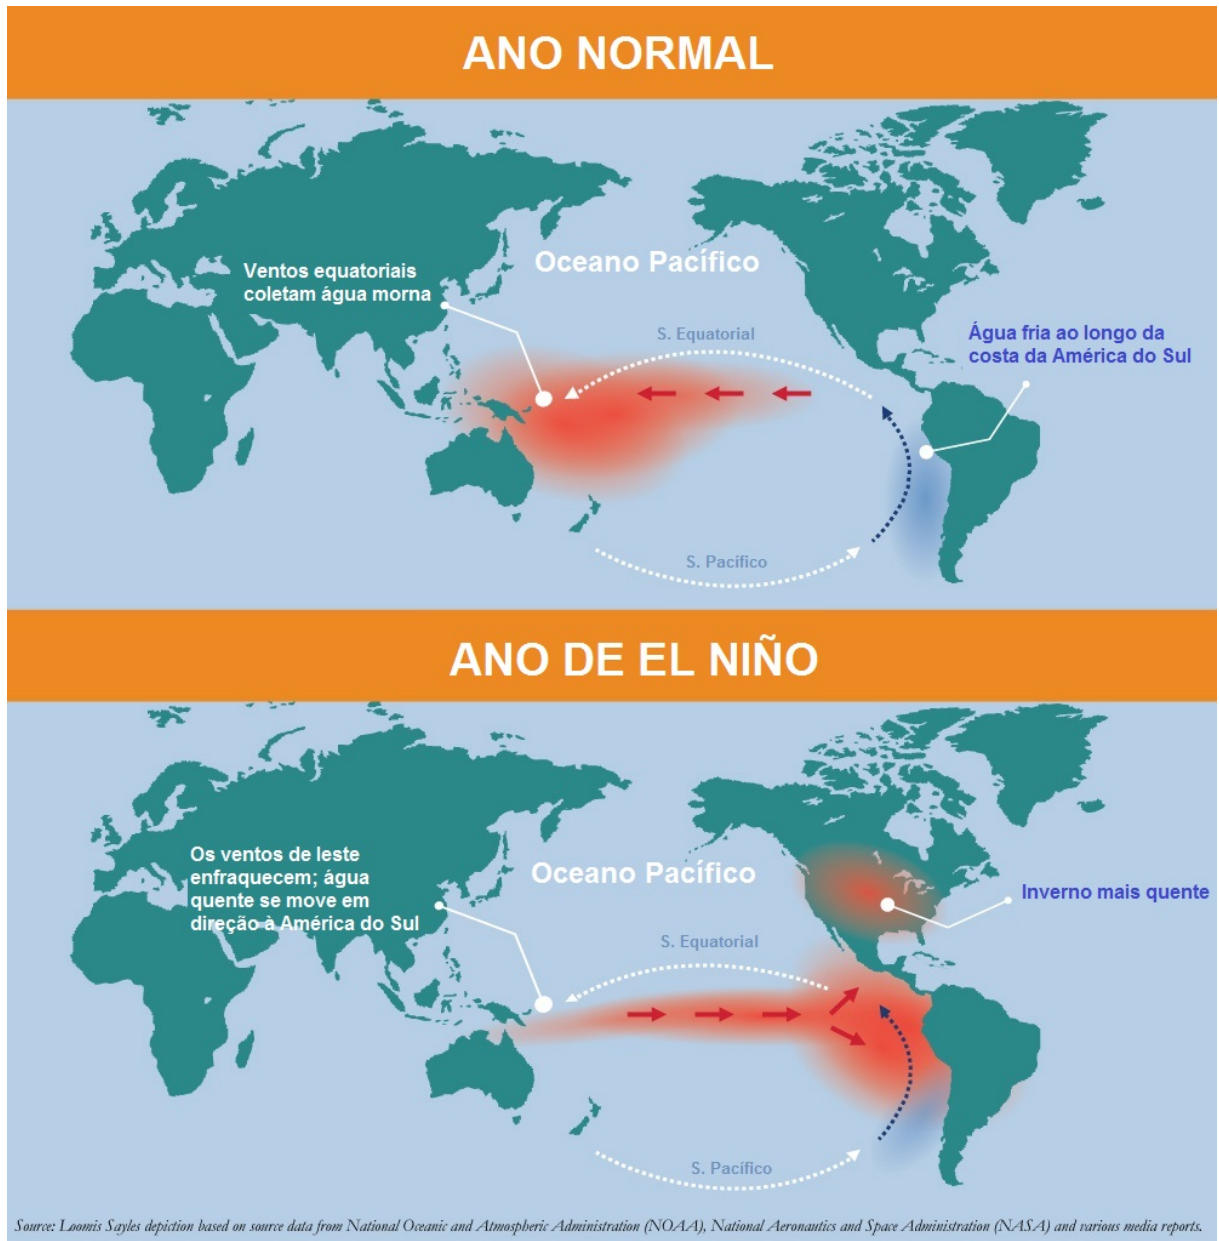 ANO NORMAL
Oceano Pacífico
Ventos equatoriais
coletam água morna
S. Equatorial
Água fria ao longo da
costa da América do Sul
S. Pacífico
ANO DE EL NIÑO
Os ventos de leste
enfraquecem; água
quente se move em
direção à América do Sul
Oceano Pacífico
Inverno mais quente
S. Equatorial
S. Pacífico
Source: Loomis Sayles depiction based on source data from National Oceanic and Atmospheric Administration (NOAA), National Aeronautics and Space Administration (NASA) and various media reports.